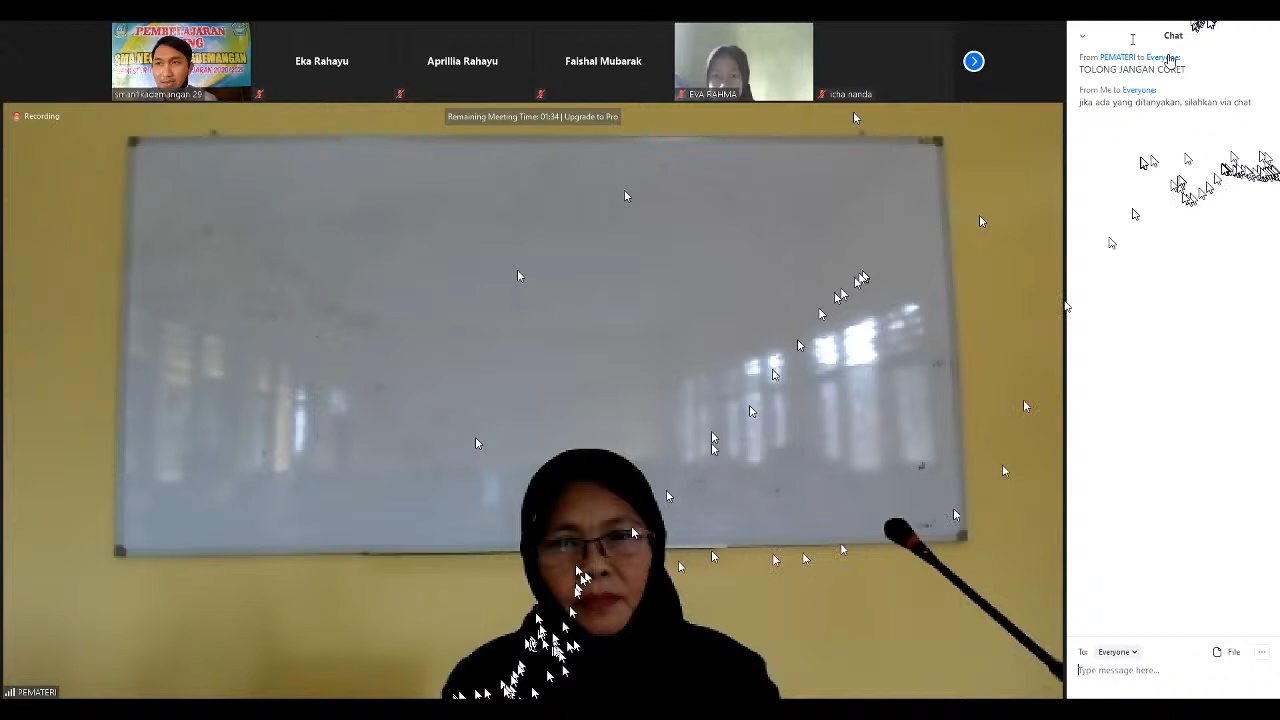 PEMBELAJARAN
sman1kademangan 29
Eka Rahayu
Aprillia Rahayu
Faishal Mubarak
EVA RAHMA
icha nanda
Recording
Remaining Meeting Time: 01:34 | Upgrade to Pro
PEMATERI
Chat
From PEMATERI to Everyone:
TOLONG JANGAN CORET
From Me to Everyone:
jika ada yang ditanyakan, silahkan via chat
To: Everyone
File
Type message here...